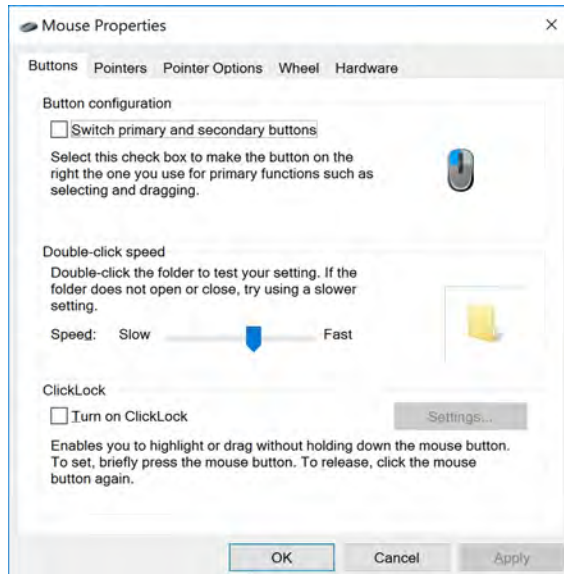 Mouse Properties
Buttons Pointers Pointer Options Wheel Hardware
Button configuration
Switch primary and secondary buttons
Select this check box to make the button on the
right the one you use for primary functions such as
selecting and dragging.
Double-click speed
Double-click the folder to test your setting. If the
folder does not open or close, try using a slower
setting.
Speed: Slow Fast
ClickLock
Turn on ClickLock Settings...
Enables you to highlight or drag without holding down the mouse button.
To set, briefly press the mouse button. To release, click the mouse
button again.
OK Cancel Apply